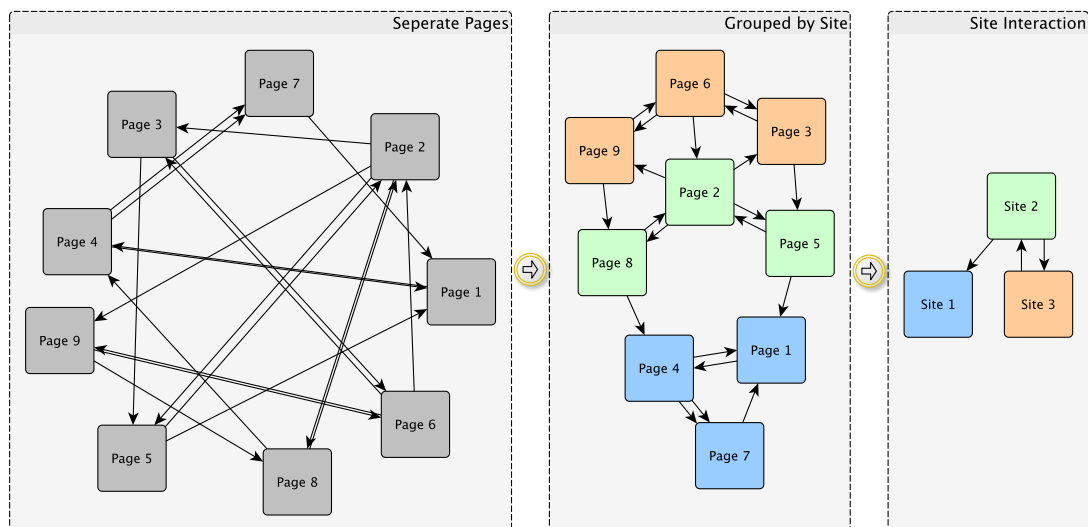 Seperate Pages
Page 7
Page 3
Page 2
Page 4
Page 1
Page 9
Page 6
Page 5
Page 8
Grouped by Site
Page 6
Page 3
Page 9
Page 2
Page 5
Page 8
Page 1
Page 4
Page 7
Site Interaction
Site 2
Site 1
Site 3